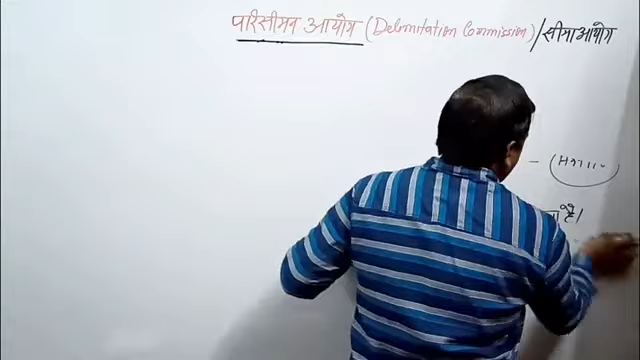 परिसीमन आयोग (Delimitation Commission) / सीमा आयोग
है।